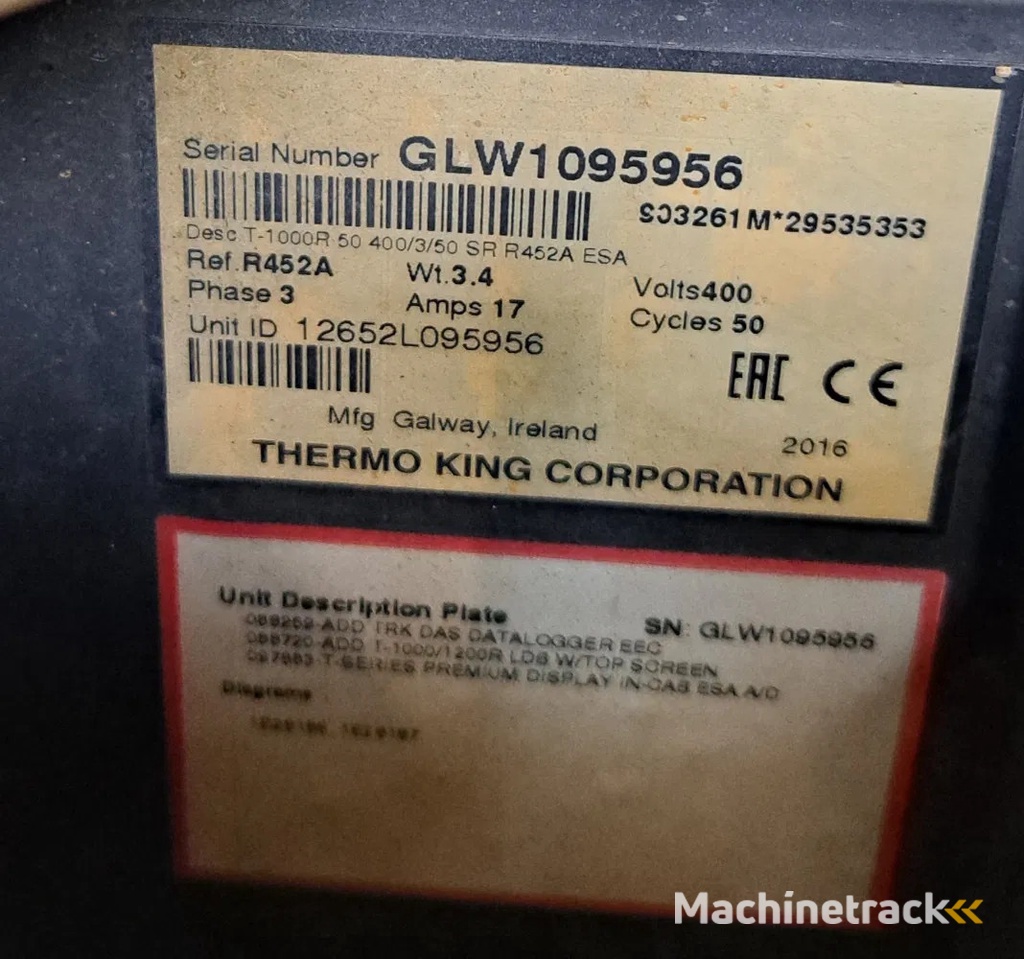 Serial Number GLW1095956
S03261M*29535353
Desc.T-1000R 50 400/3/50 SR R452A ESA
Ref.R452A Wt.3.4 Volts400
Phase 3 Amps 17 Cycles 50
Unit ID 12652L095956
EAC CE
Mfg Galway, Ireland 2016
THERMO KING CORPORATION
Unit Description Plate SN: GLW1095956
ADD TRK DAS DATALOGGER EEC
ADD T-1000/1200R LDB W/TOP SCREEN
T-SERIES PREMIUM DISPLAY IN-CAB ESA A/D
Diagrams
Machinetrack